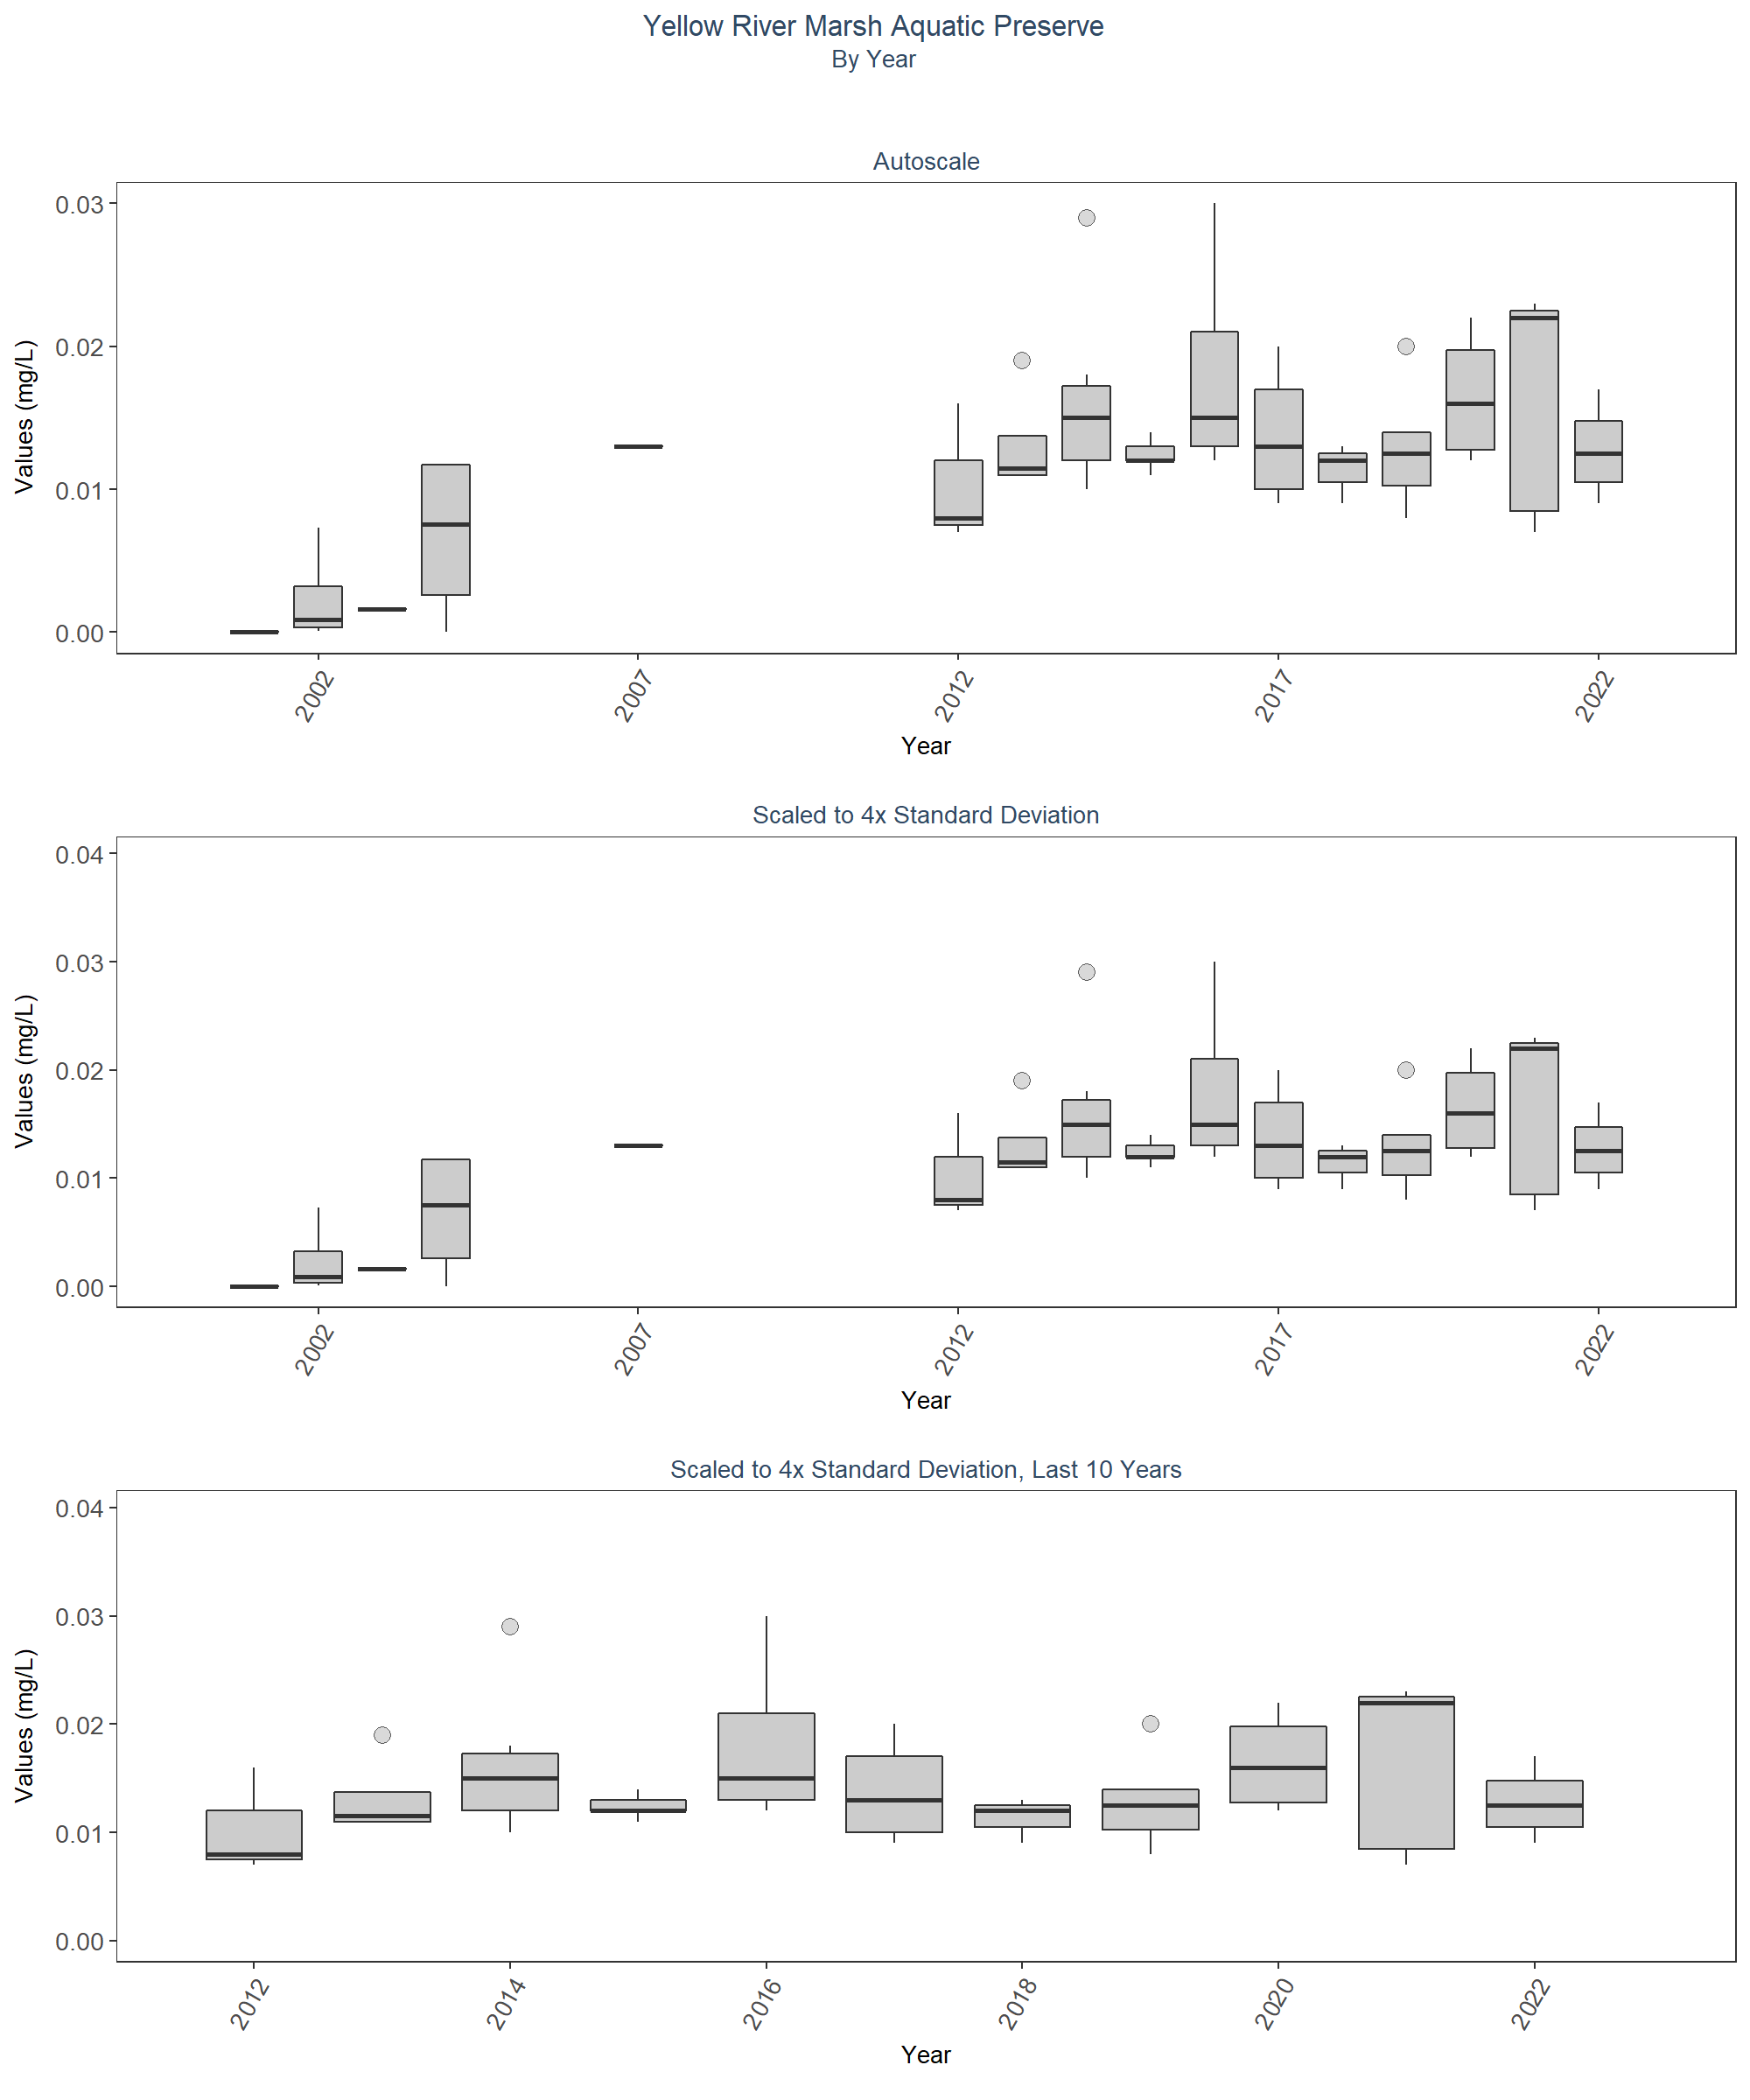 Yellow River Marsh Aquatic Preserve
By Year
Autoscale
Values (mg/L)
0.03
0.02
0.01
0.00
2002 2007 2012 2017 2022
Year
Scaled to 4x Standard Deviation
Values (mg/L)
0.04
0.03
0.02
0.01
0.00
2002 2007 2012 2017 2022
Year
Scaled to 4x Standard Deviation, Last 10 Years
Values (mg/L)
0.04
0.03
0.02
0.01
0.00
2012 2014 2016 2018 2020 2022
Year